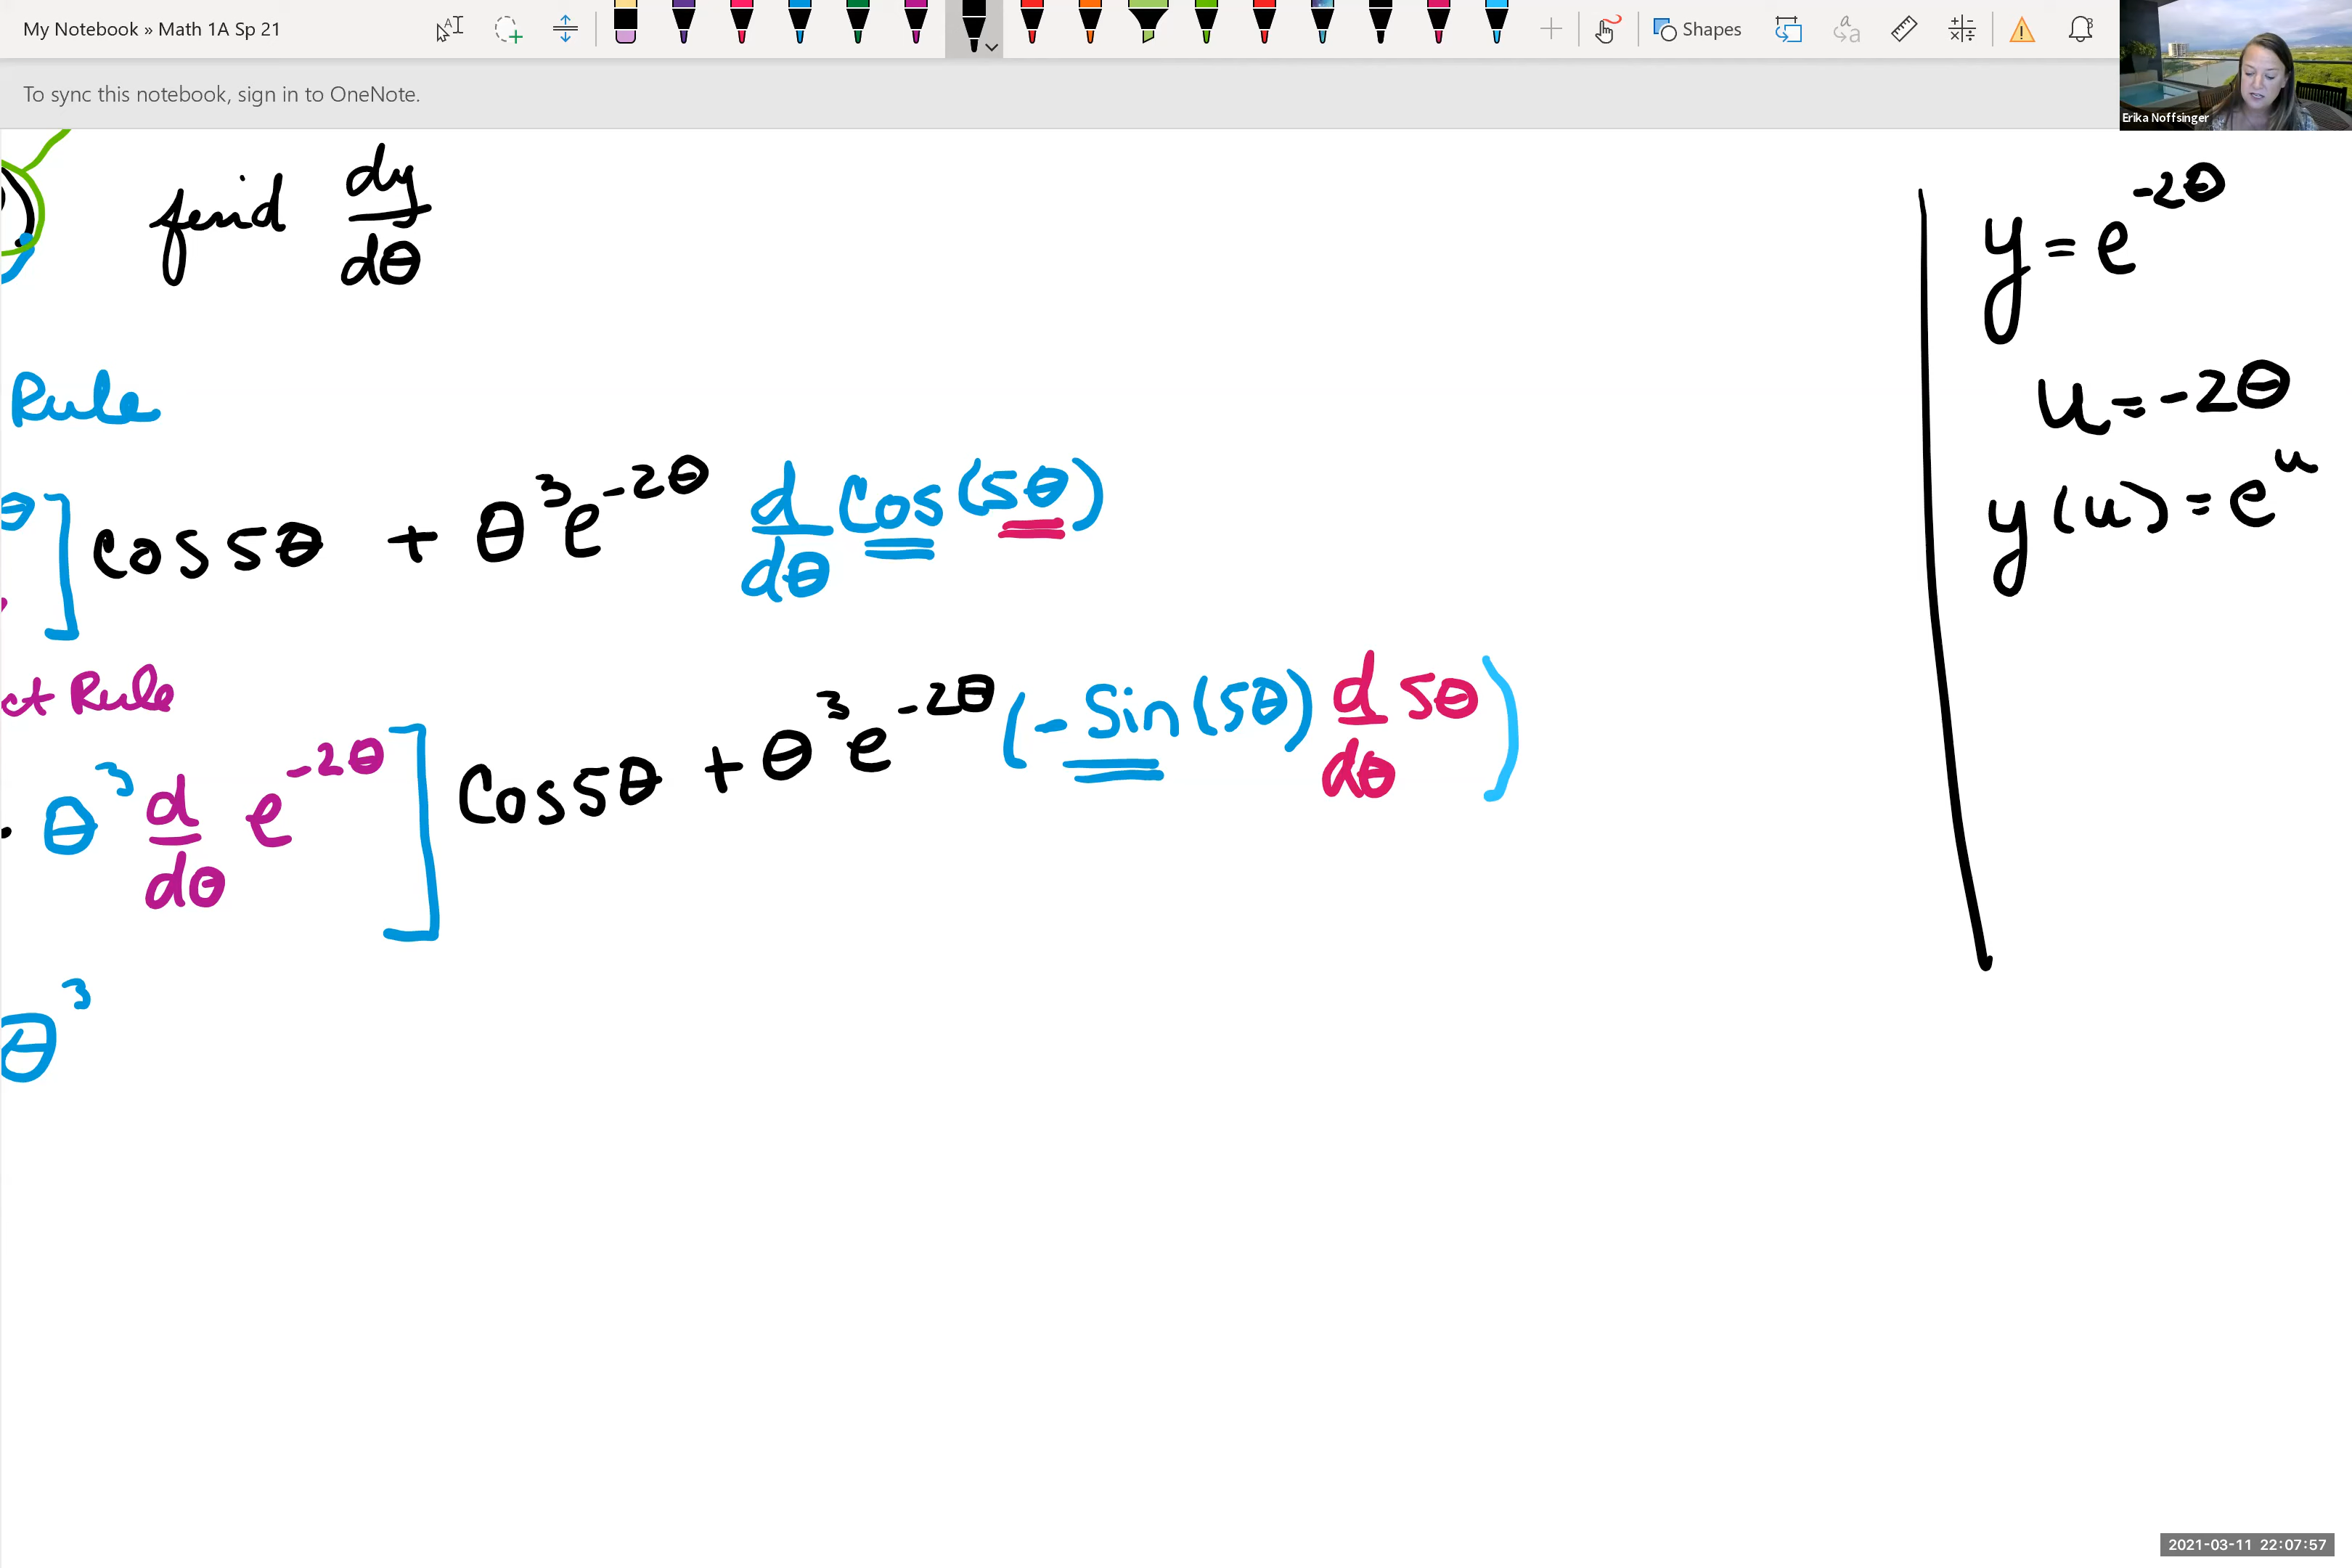 My Notebook » Math 1A Sp 21
Shapes
To sync this notebook, sign in to OneNote.
Erika Noffsinger
find dy/dθ
Rule
θ] cos5θ + θ³e^-2θ d/dθ cos(5θ)
ct Rule
θ³ d/dθ e^-2θ] cos5θ + θ³e^-2θ (-sin(5θ) d/dθ 5θ)
θ³
y = e^-2θ
u = -2θ
y(u) = e^u
2021-03-11 22:07:57